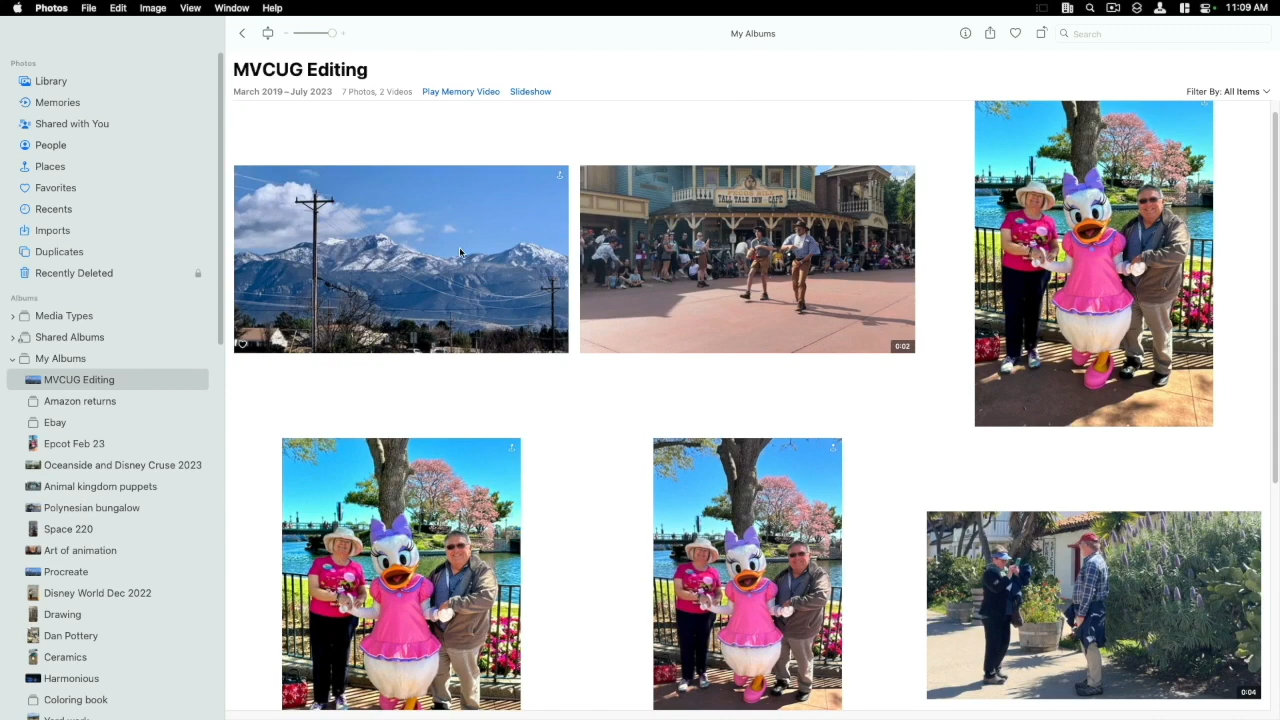 Photos File Edit Image View Window Help 11:09 AM
My Albums
Search
Photos
Library
Memories
Shared with You
People
Places
Favorites
Recents
Imports
Duplicates
Recently Deleted
Albums
Media Types
Shared Albums
My Albums
MVCUG Editing
Amazon returns
Ebay
Epcot Feb 23
Oceanside and Disney Cruse 2023
Animal kingdom puppets
Polynesian bungalow
Space 220
Art of animation
Procreate
Disney World Dec 2022
Drawing
Dan Pottery
Ceramics
Harmonious
Coloring book
MVCUG Editing
March 2019 – July 2023 7 Photos, 2 Videos Play Memory Video Slideshow
Filter By: All Items
PECOS BILL
TALL TALE INN - CAFE
0:02
0:04